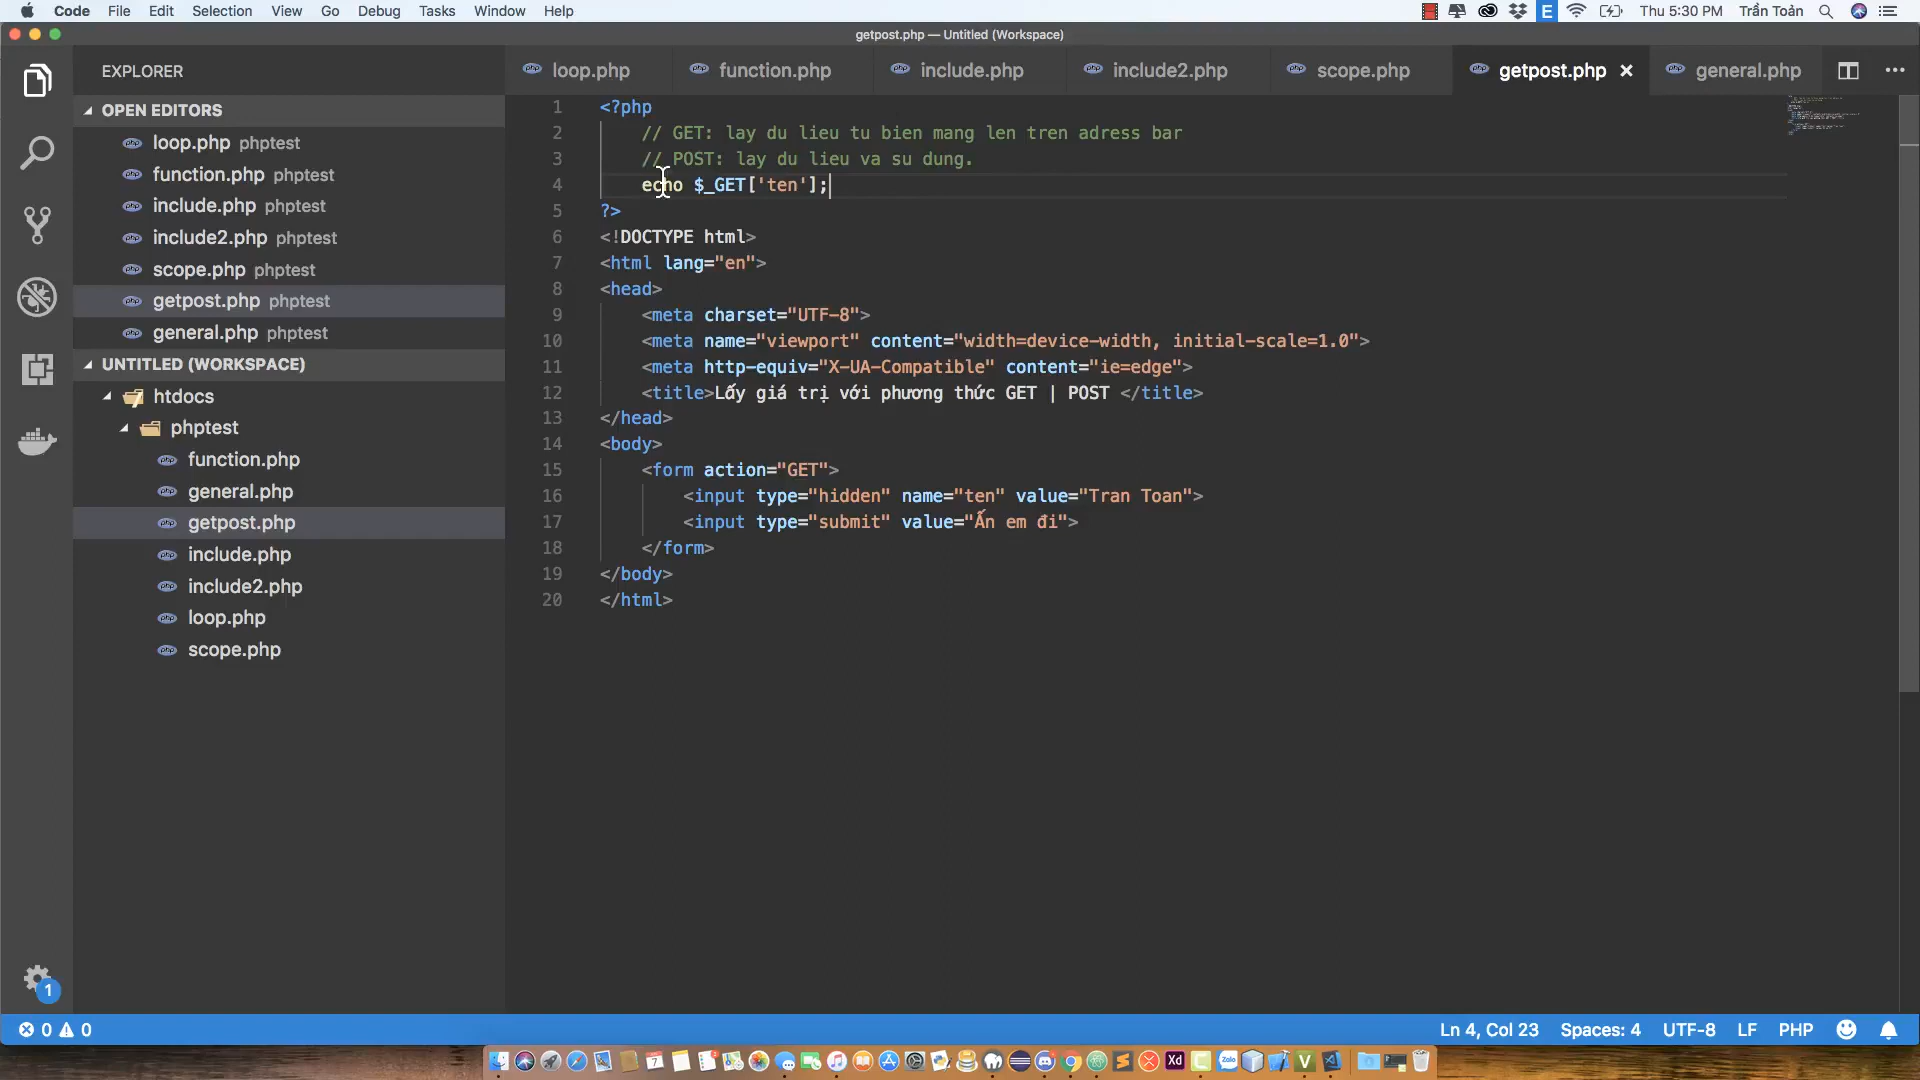 Code File Edit Selection View Go Debug Tasks Window Help
E Thu 5:30 PM Trần Toản
getpost.php — Untitled (Workspace)
EXPLORER
OPEN EDITORS
loop.php phptest
function.php phptest
include.php phptest
include2.php phptest
scope.php phptest
getpost.php phptest
general.php phptest
UNTITLED (WORKSPACE)
htdocs
phptest
function.php
general.php
getpost.php
include.php
include2.php
loop.php
scope.php
1
loop.php function.php include.php include2.php scope.php getpost.php general.php
1 <?php
2 // GET: lay du lieu tu bien mang len tren adress bar
3 // POST: lay du lieu va su dung.
4 echo $_GET['ten'];
5 ?>
6 <!DOCTYPE html>
7 <html lang="en">
8 <head>
9 <meta charset="UTF-8">
10 <meta name="viewport" content="width=device-width, initial-scale=1.0">
11 <meta http-equiv="X-UA-Compatible" content="ie=edge">
12 <title>Lấy giá trị với phương thức GET | POST </title>
13 </head>
14 <body>
15 <form action="GET">
16 <input type="hidden" name="ten" value="Tran Toan">
17 <input type="submit" value="Ấn em đi">
18 </form>
19 </body>
20 </html>
0 0
Ln 4, Col 23 Spaces: 4 UTF-8 LF PHP
7
Xd
Zalo